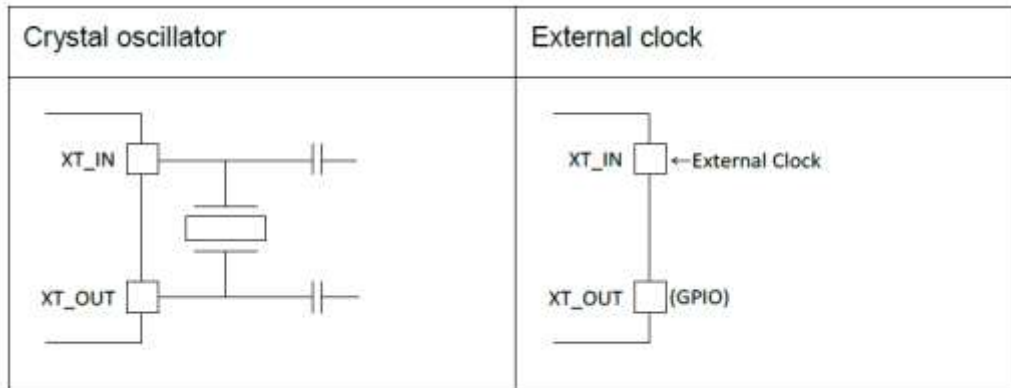 Crystal oscillator
External clock
XT_IN
XT_OUT
XT_IN
←External Clock
XT_OUT
(GPIO)